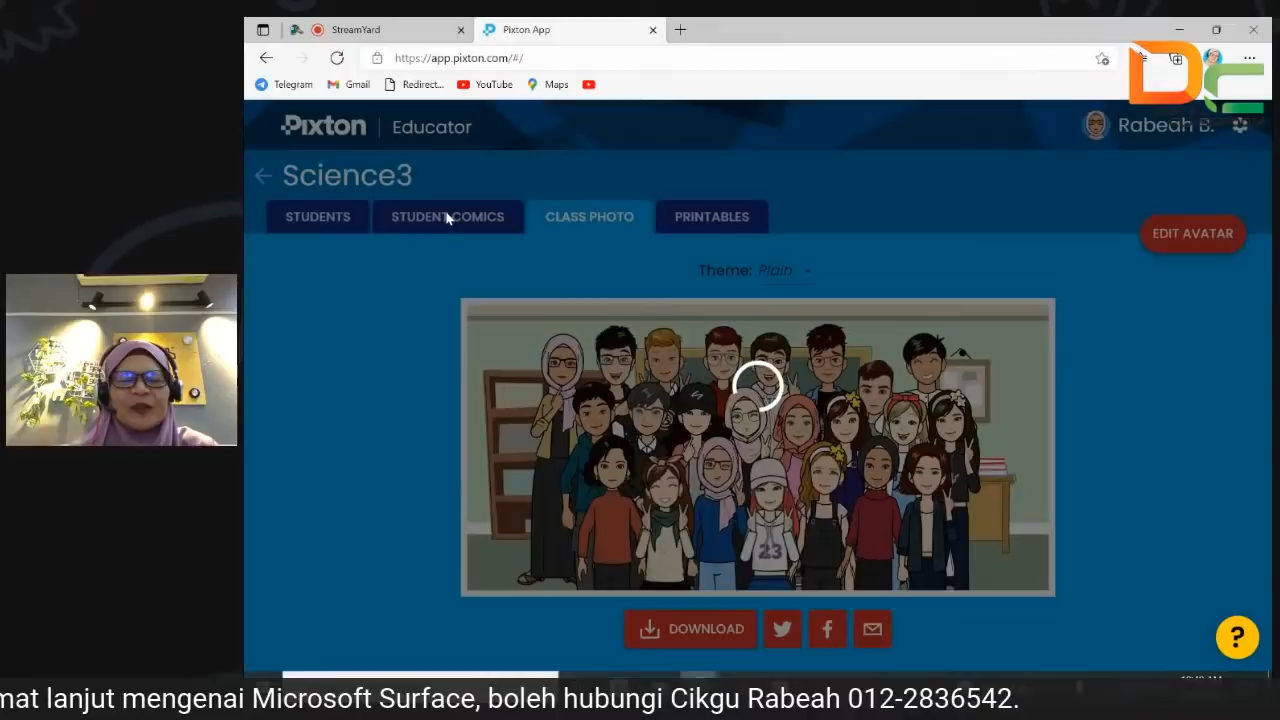 StreamYard
Pixton App
https://app.pixton.com/#/
Telegram
Gmail
Redirect...
YouTube
Maps
DE
Pixton
Educator
Rabeah B.
Science3
STUDENTS
STUDENT COMICS
CLASS PHOTO
PRINTABLES
EDIT AVATAR
Theme: Plain
23
DOWNLOAD
?
mat lanjut mengenai Microsoft Surface, boleh hubungi Cikgu Rabeah 012-2836542.